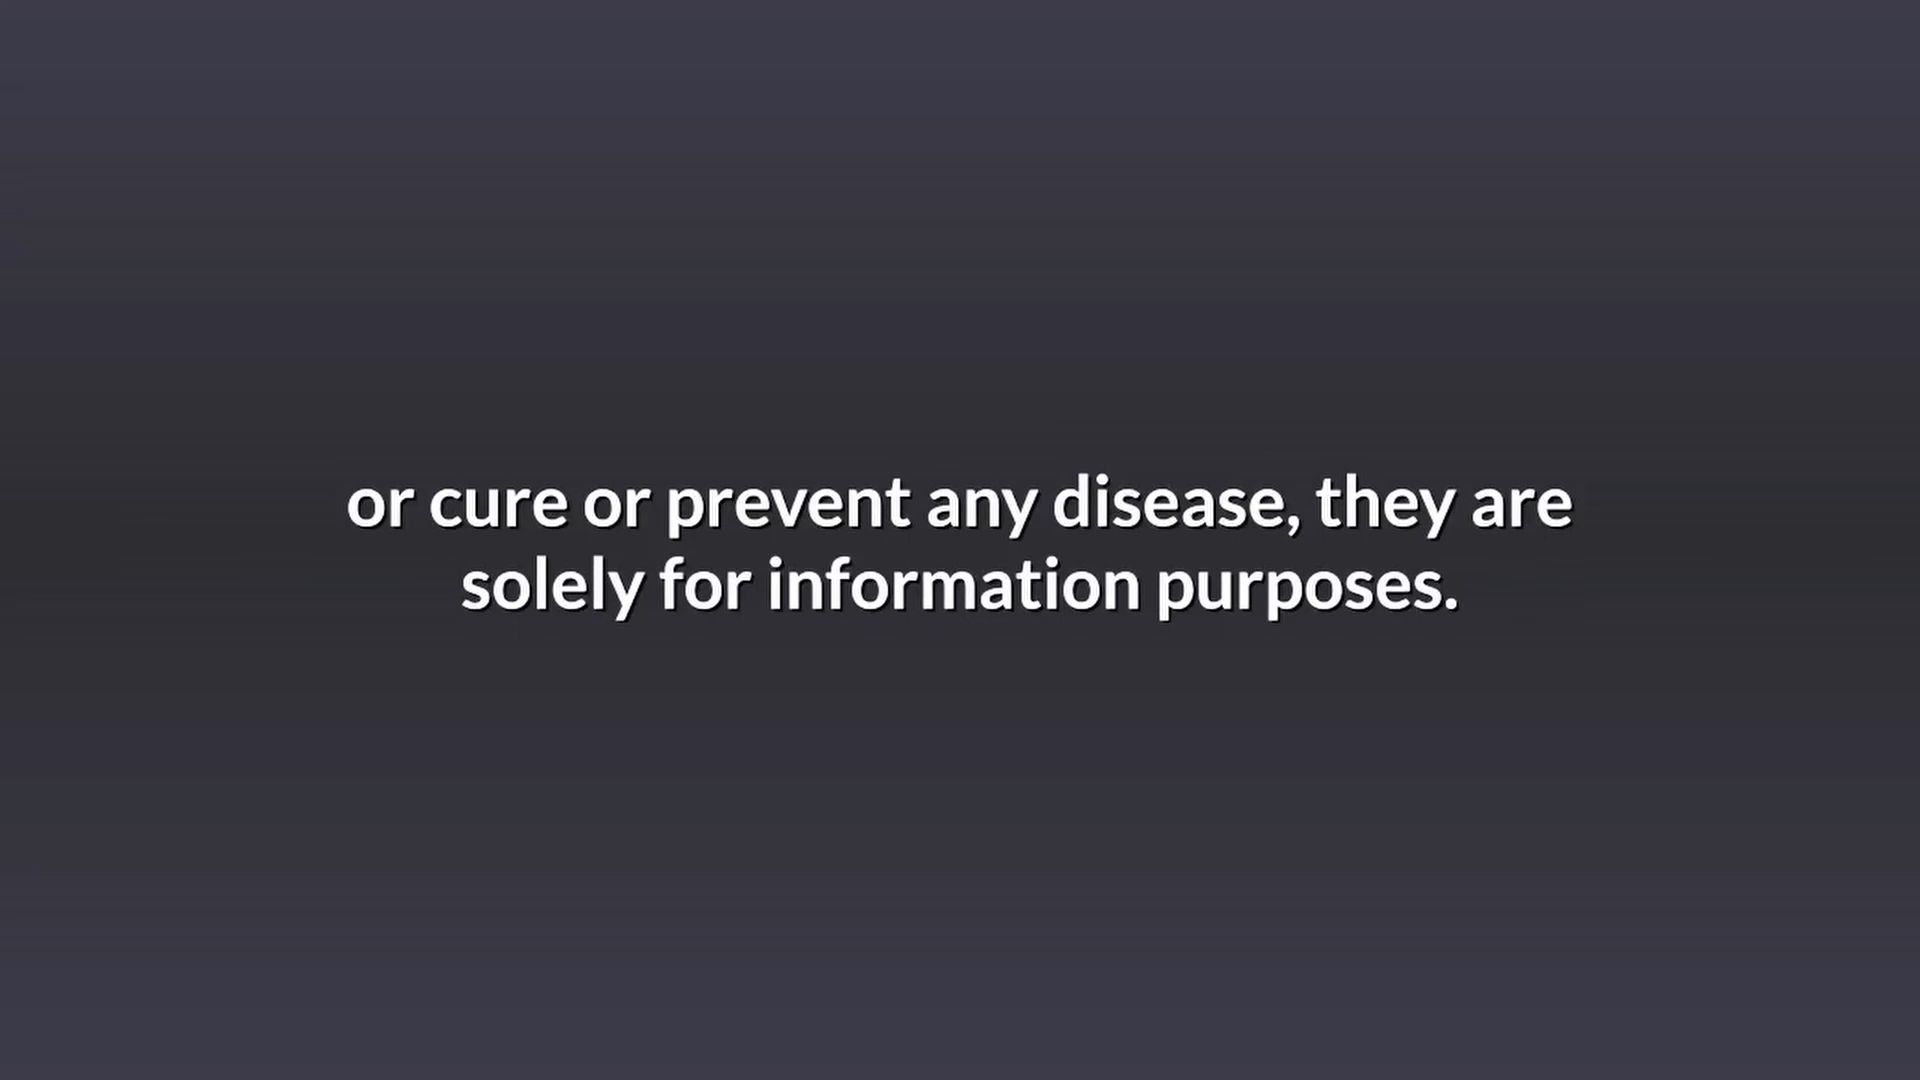 or cure or prevent any disease, they are
solely for information purposes.